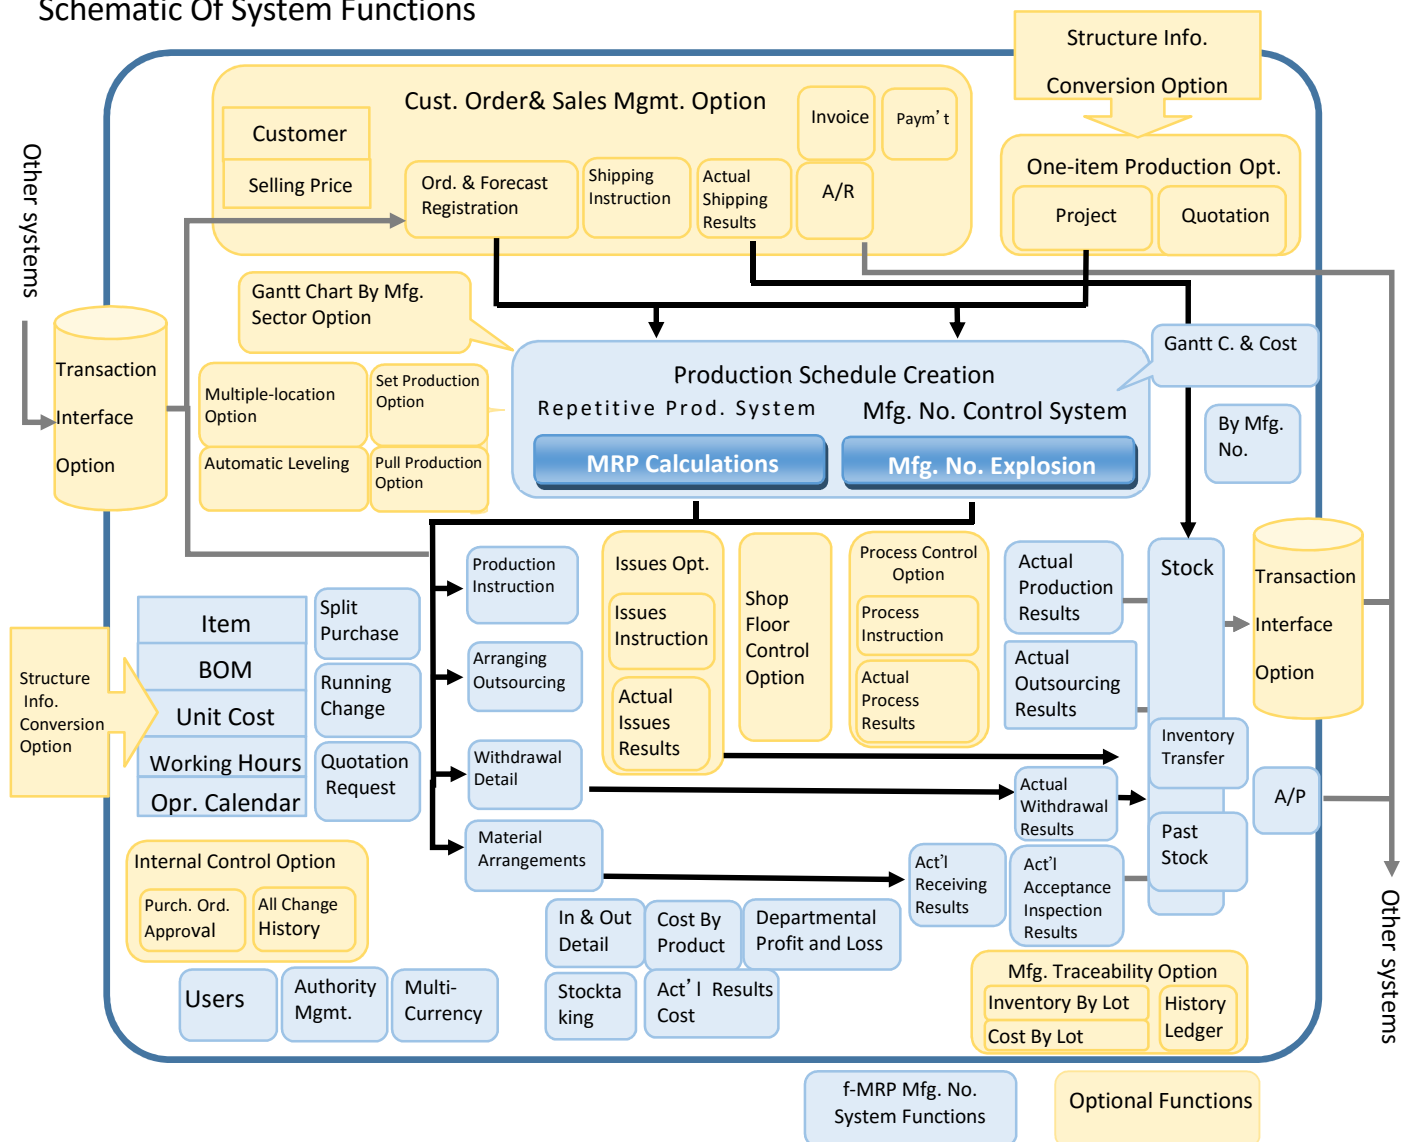 Schematic Of System Functions
Structure Info.
Conversion Option
Cust. Order& Sales Mgmt. Option
Customer
Selling Price
Ord. & Forecast
Registration
Shipping
Instruction
Actual
Shipping
Results
Invoice
Paym't
A/R
One-item Production Opt.
Project
Quotation
Other systems
Transaction
Interface
Option
Gantt Chart By Mfg.
Sector Option
Multiple-location
Option
Set Production
Option
Automatic Leveling
Pull Production
Option
Production Schedule Creation
Repetitive Prod. System
Mfg. No. Control System
MRP Calculations
Mfg. No. Explosion
Gantt C. & Cost
By Mfg.
No.
Structure
Info.
Conversion
Option
Item
BOM
Unit Cost
Working Hours
Opr. Calendar
Split
Purchase
Running
Change
Quotation
Request
Production
Instruction
Arranging
Outsourcing
Withdrawal
Detail
Material
Arrangements
Issues Opt.
Issues
Instruction
Actual
Issues
Results
Shop
Floor
Control
Option
Process Control
Option
Process
Instruction
Actual
Process
Results
Actual
Production
Results
Actual
Outsourcing
Results
Actual
Withdrawal
Results
Act'l
Receiving
Results
Act'l
Acceptance
Inspection
Results
Stock
Inventory
Transfer
Past
Stock
Transaction
Interface
Option
A/P
Other systems
Internal Control Option
Purch. Ord.
Approval
All Change
History
Users
Authority
Mgmt.
Multi-
Currency
In & Out
Detail
Cost By
Product
Departmental
Profit and Loss
Stockta
king
Act'l Results
Cost
Mfg. Traceability Option
Inventory By Lot
Cost By Lot
History
Ledger
f-MRP Mfg. No.
System Functions
Optional Functions